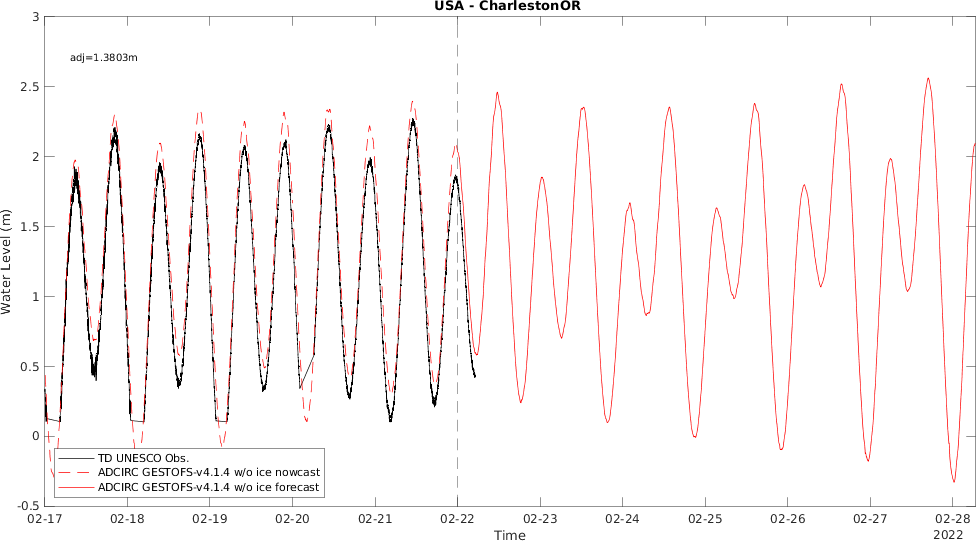 USA - CharlestonOR
3
2.5
2
1.5
1
0.5
0
-0.5
Water Level (m)
adj=1.3803m
TD UNESCO Obs.
ADCIRC GESTOFS-v4.1.4 w/o ice nowcast
ADCIRC GESTOFS-v4.1.4 w/o ice forecast
02-17 02-18 02-19 02-20 02-21 02-22 02-23 02-24 02-25 02-26 02-27 02-28
2022
Time